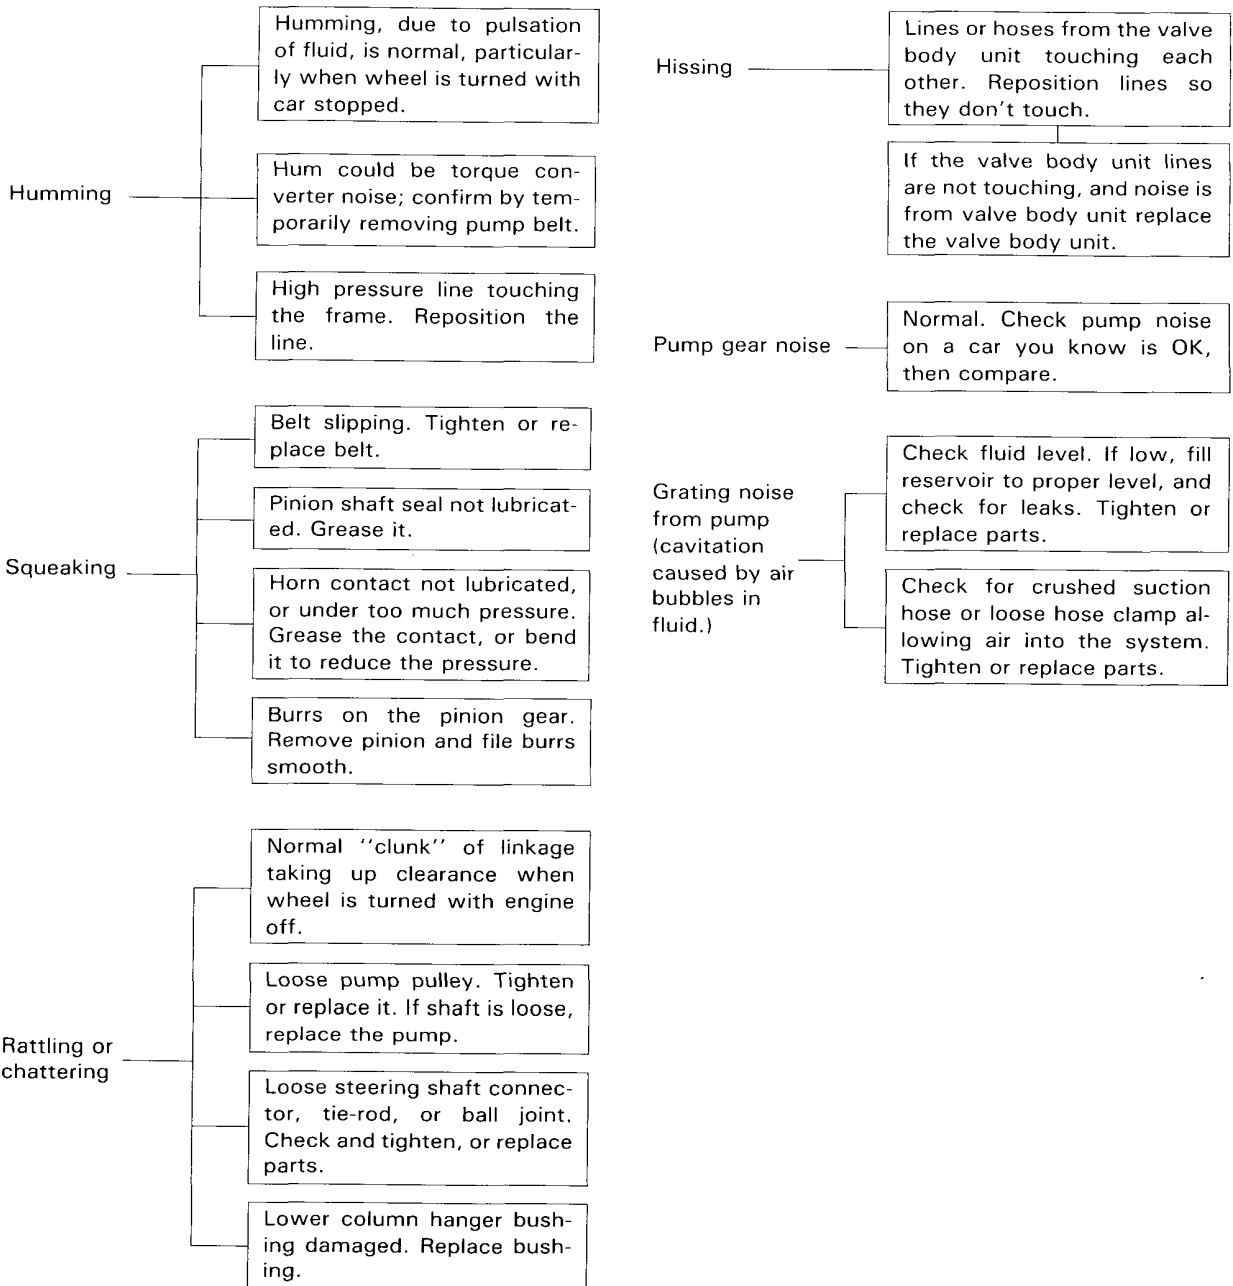 Humming
Humming, due to pulsation
of fluid, is normal, particular-
ly when wheel is turned with
car stopped.
Hum could be torque con-
verter noise; confirm by tem-
porarily removing pump belt.
High pressure line touching
the frame. Reposition the
line.
Squeaking
Belt slipping. Tighten or re-
place belt.
Pinion shaft seal not lubricat-
ed. Grease it.
Horn contact not lubricated,
or under too much pressure.
Grease the contact, or bend
it to reduce the pressure.
Burrs on the pinion gear.
Remove pinion and file burrs
smooth.
Rattling or
chattering
Normal ''clunk'' of linkage
taking up clearance when
wheel is turned with engine
off.
Loose pump pulley. Tighten
or replace it. If shaft is loose,
replace the pump.
Loose steering shaft connec-
tor, tie-rod, or ball joint.
Check and tighten, or replace
parts.
Lower column hanger bush-
ing damaged. Replace bush-
ing.
Hissing
Lines or hoses from the valve
body unit touching each
other. Reposition lines so
they don't touch.
If the valve body unit lines
are not touching, and noise is
from valve body unit replace
the valve body unit.
Pump gear noise
Normal. Check pump noise
on a car you know is OK,
then compare.
Grating noise
from pump
(cavitation
caused by air
bubbles in
fluid.)
Check fluid level. If low, fill
reservoir to proper level, and
check for leaks. Tighten or
replace parts.
Check for crushed suction
hose or loose hose clamp al-
lowing air into the system.
Tighten or replace parts.